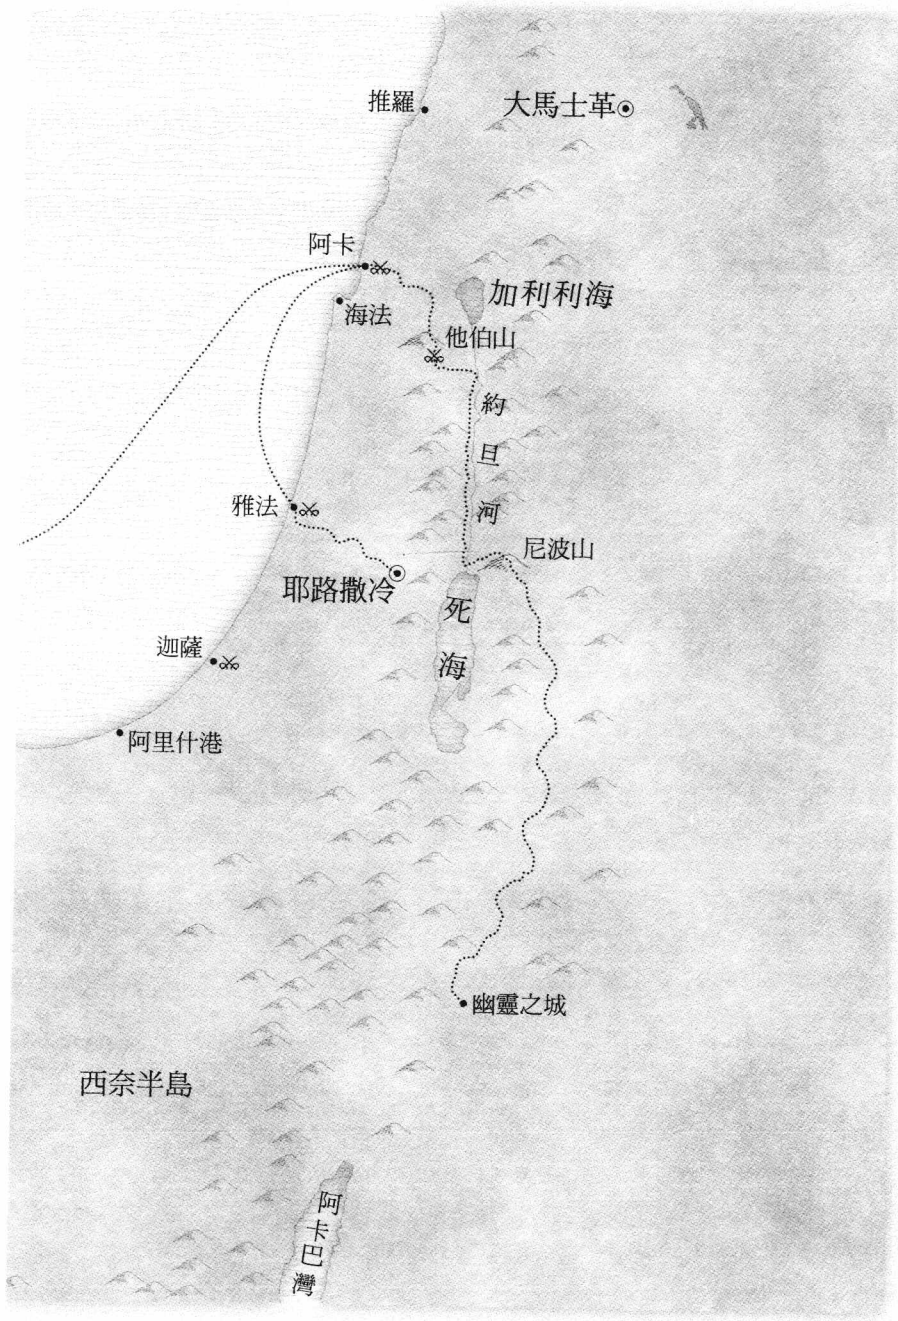 推羅
大馬士革
阿卡
加利利海
海法
他伯山
約旦河
雅法
尼波山
耶路撒冷
死海
迦薩
阿里什港
幽靈之城
西奈半島
阿卡巴灣